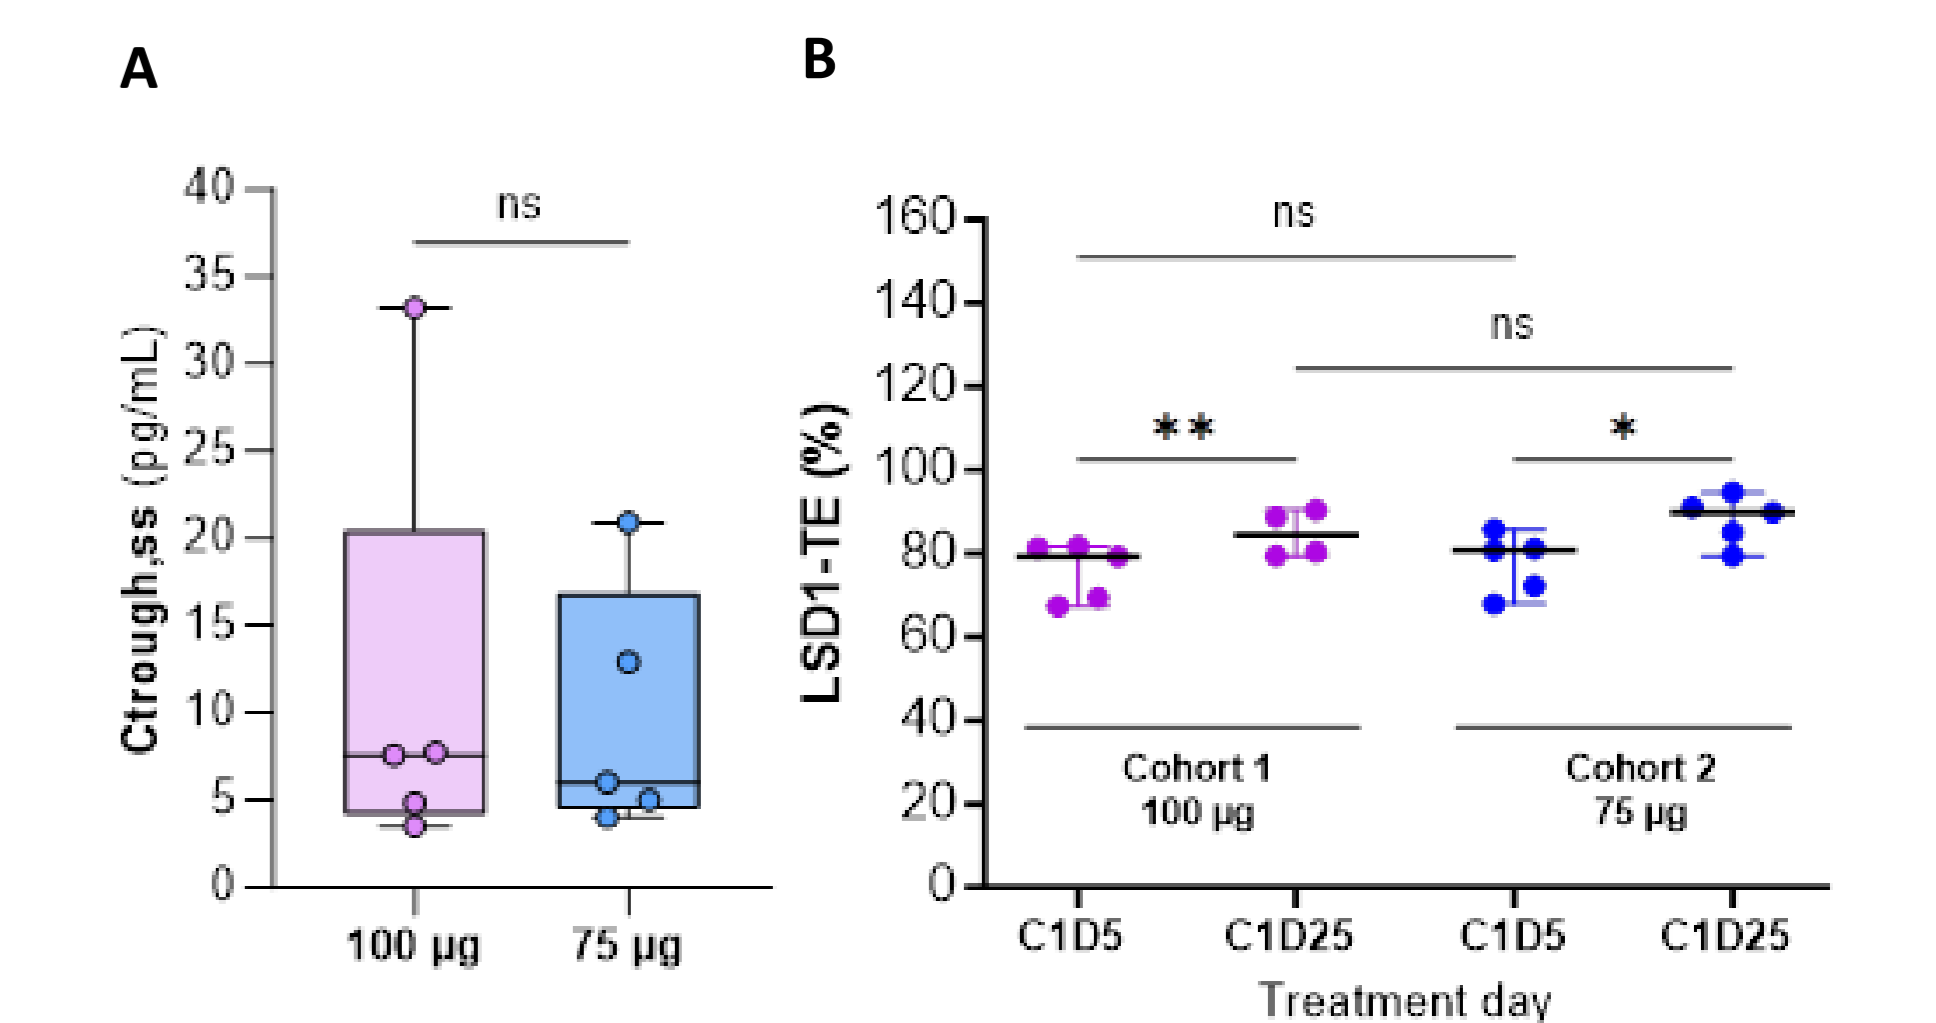 A
Ctrough,ss (pg/mL)
40
35
30
25
20
15
10
5
0
ns
100 µg
75 µg
B
LSD1-TE (%)
160
140
120
100
80
60
40
20
0
ns
ns
**
*
Cohort 1
100 µg
Cohort 2
75 µg
C1D5
C1D25
C1D5
C1D25
Treatment day